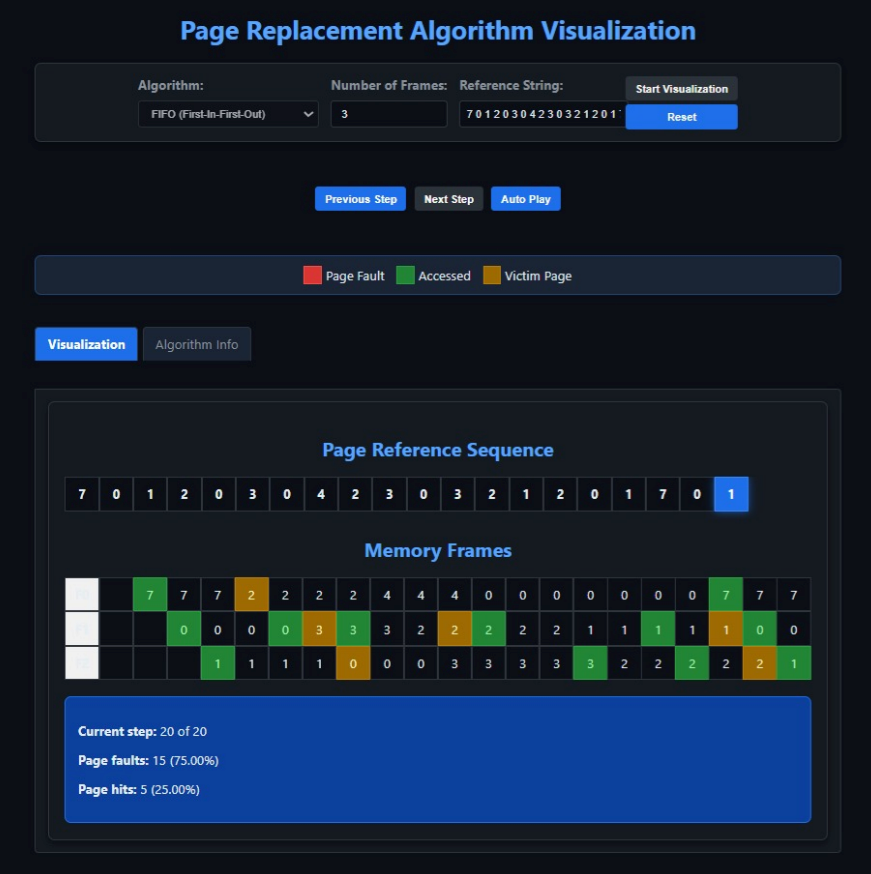 Page Replacement Algorithm Visualization
Algorithm: Number of Frames: Reference String: Start Visualization
FIFO (First-In-First-Out) 3 7 0 1 2 0 3 0 4 2 3 0 3 2 1 2 0 1 Reset
Previous Step Next Step Auto Play
Page Fault Accessed Victim Page
Visualization Algorithm Info
Page Reference Sequence
7 0 1 2 0 3 0 4 2 3 0 3 2 1 2 0 1 7 0 1
Memory Frames
7 7 7 2 2 2 2 4 4 4 0 0 0 0 0 0 0 7 7 7
0 0 0 0 3 3 3 2 2 2 2 2 1 1 1 1 1 0 0
1 1 1 1 0 0 0 3 3 3 3 3 2 2 2 2 2 1
Current step: 20 of 20
Page faults: 15 (75.00%)
Page hits: 5 (25.00%)